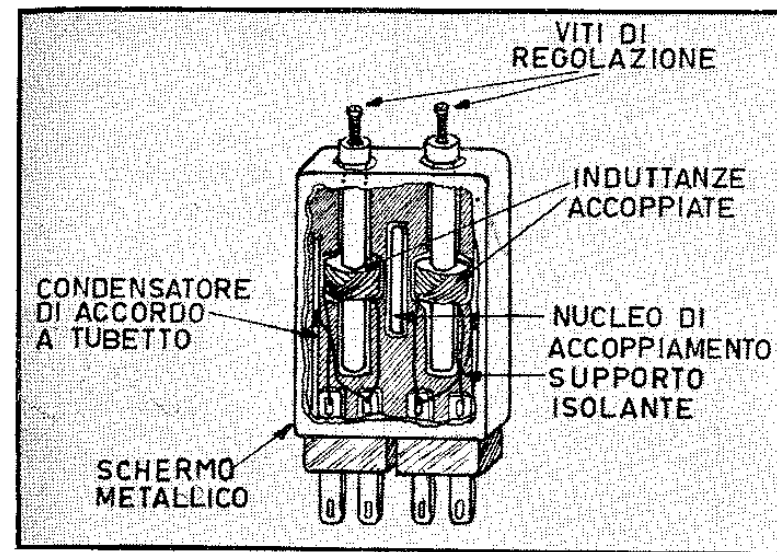 VITI DI
REGOLAZIONE
INDUTTANZE
ACCOPPIATE
CONDENSATORE
DI ACCORDO
A TUBETTO
NUCLEO DI
ACCOPPIAMENTO
SUPPORTO
ISOLANTE
SCHERMO
METALLICO